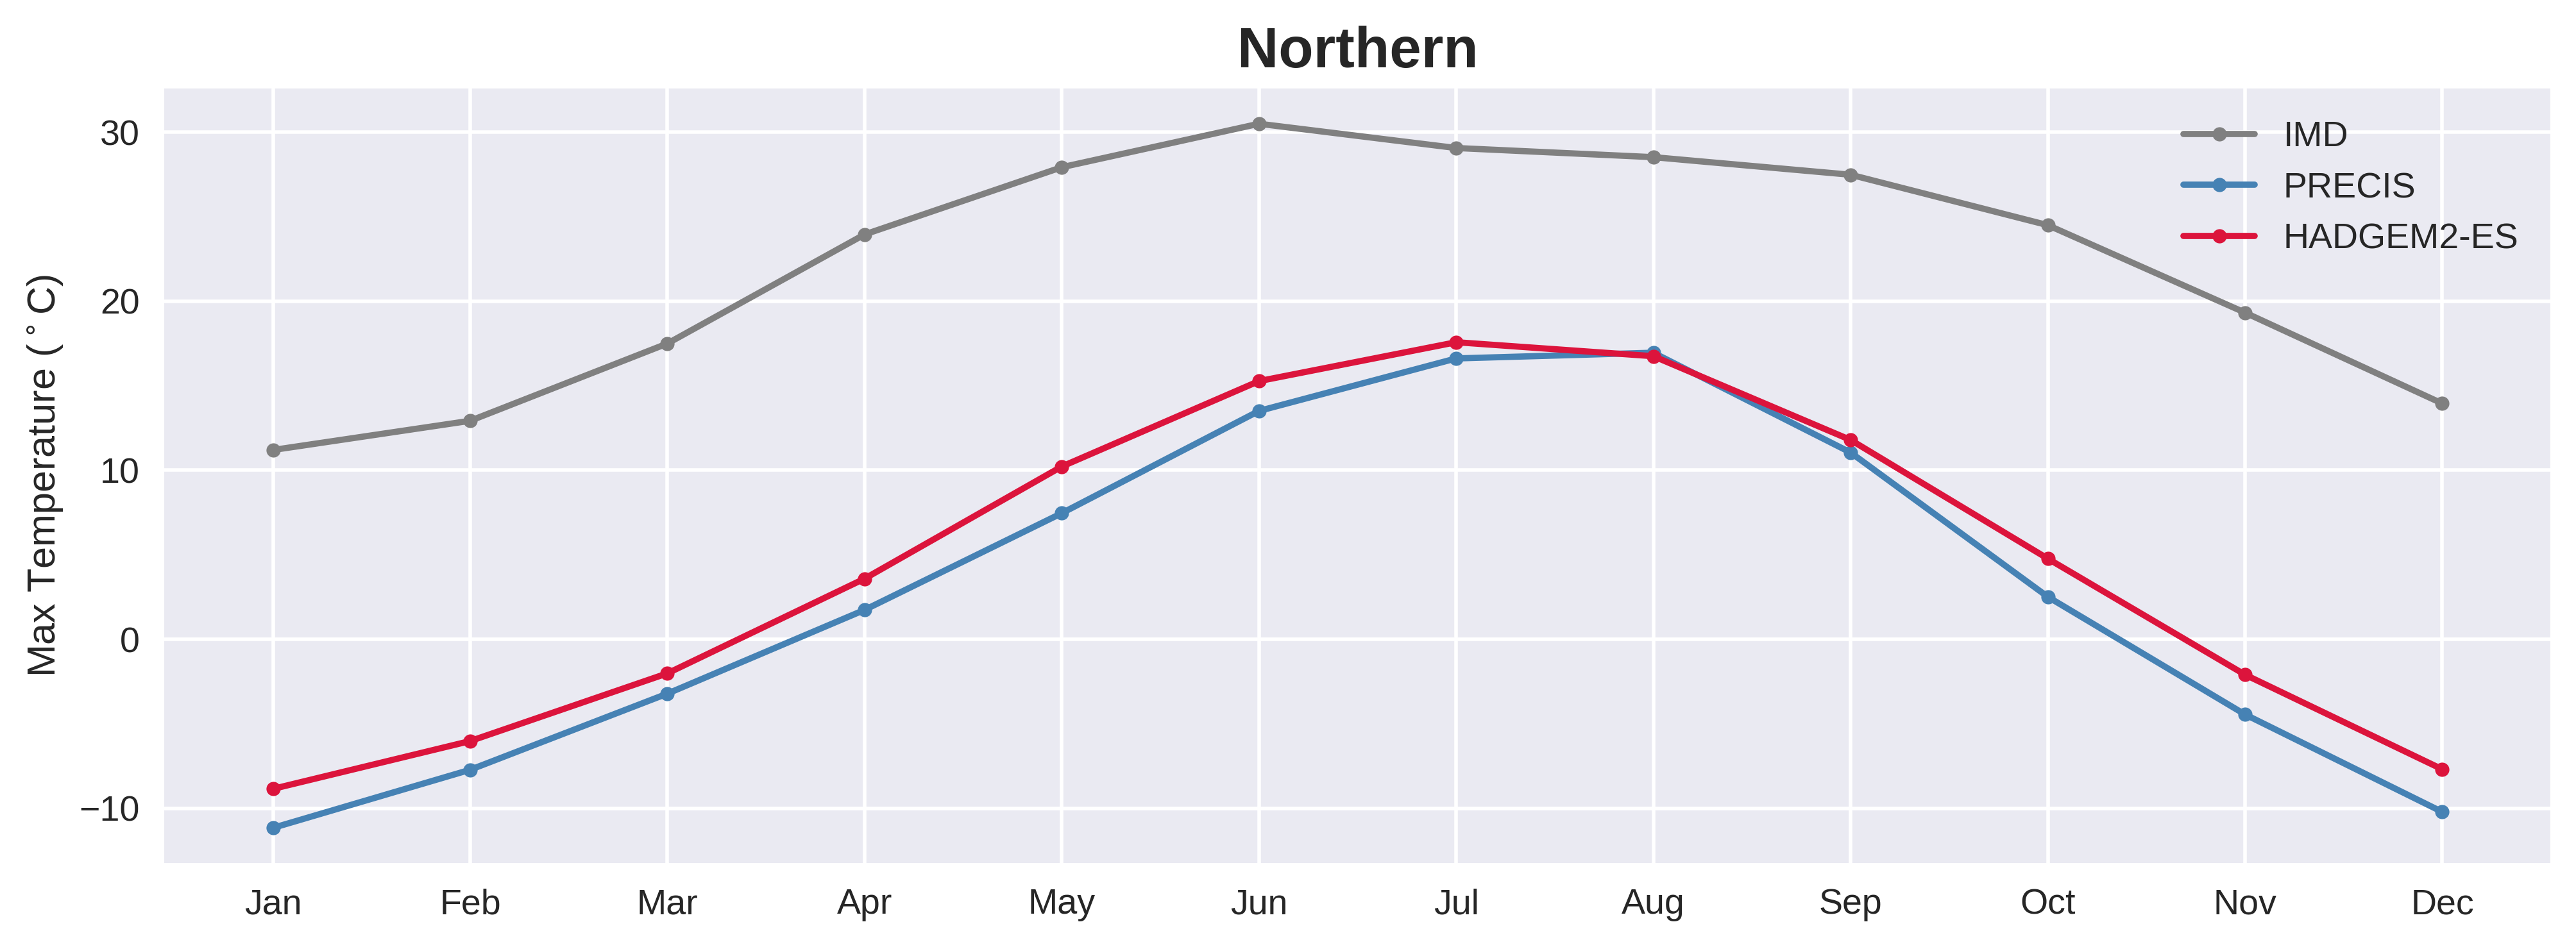 Northern
Max Temperature (°C)
30
20
10
0
−10
IMD
PRECIS
HADGEM2-ES
Jan Feb Mar Apr May Jun Jul Aug Sep Oct Nov Dec